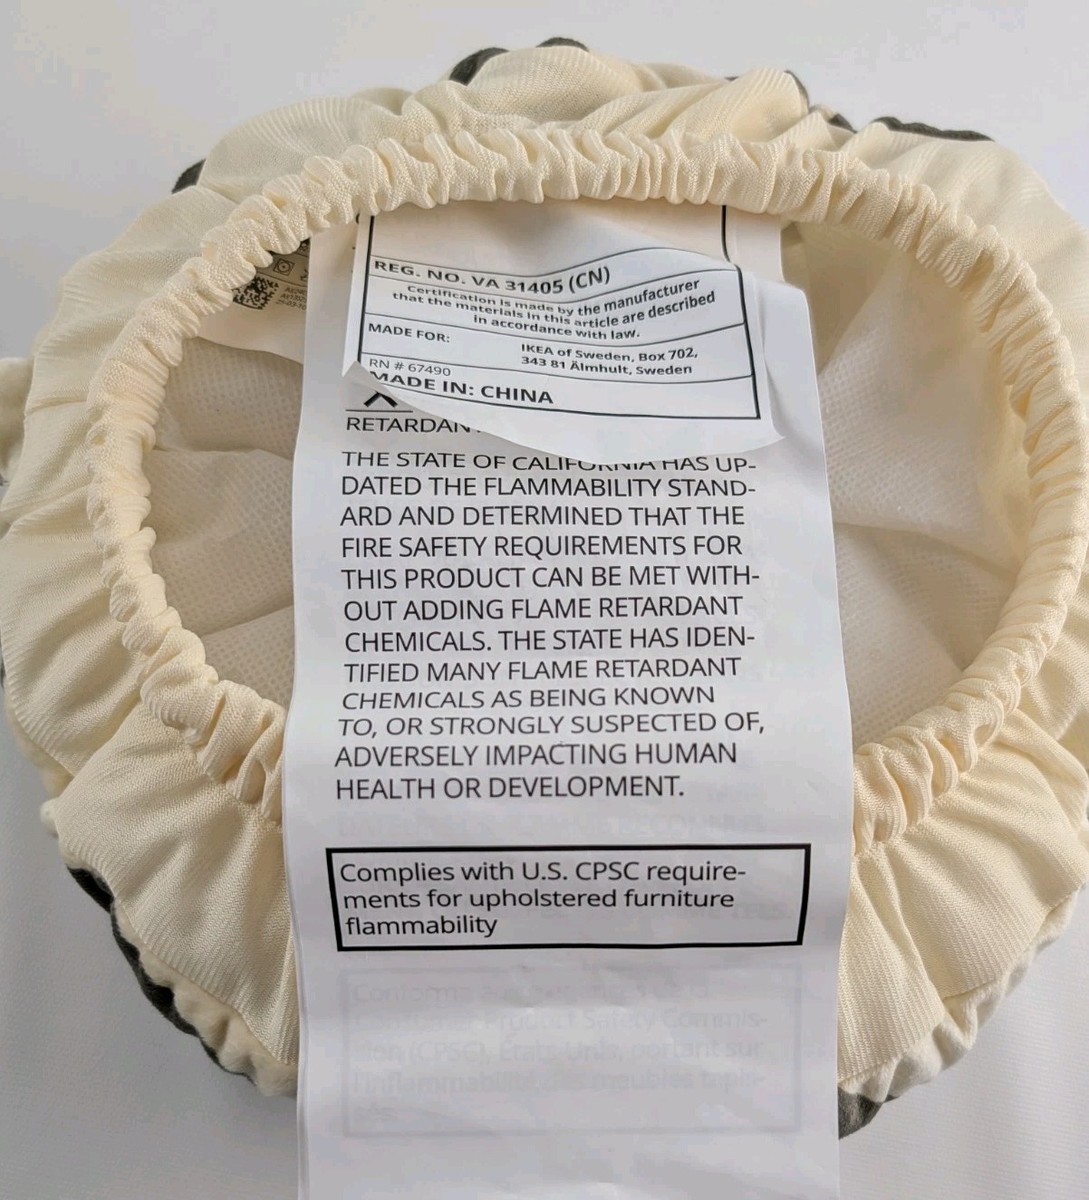 REG. NO. VA 31405 (CN)
Certification is made by the manufacturer
that the materials in this article are described
in accordance with law.
MADE FOR:
IKEA of Sweden, Box 702,
343 81 Älmhult, Sweden
RN # 67490
MADE IN: CHINA
THE STATE OF CALIFORNIA HAS UP-
DATED THE FLAMMABILITY STAND-
ARD AND DETERMINED THAT THE
FIRE SAFETY REQUIREMENTS FOR
THIS PRODUCT CAN BE MET WITH-
OUT ADDING FLAME RETARDANT
CHEMICALS. THE STATE HAS IDEN-
TIFIED MANY FLAME RETARDANT
CHEMICALS AS BEING KNOWN
TO, OR STRONGLY SUSPECTED OF,
ADVERSELY IMPACTING HUMAN
HEALTH OR DEVELOPMENT.
Complies with U.S. CPSC require-
ments for upholstered furniture
flammability